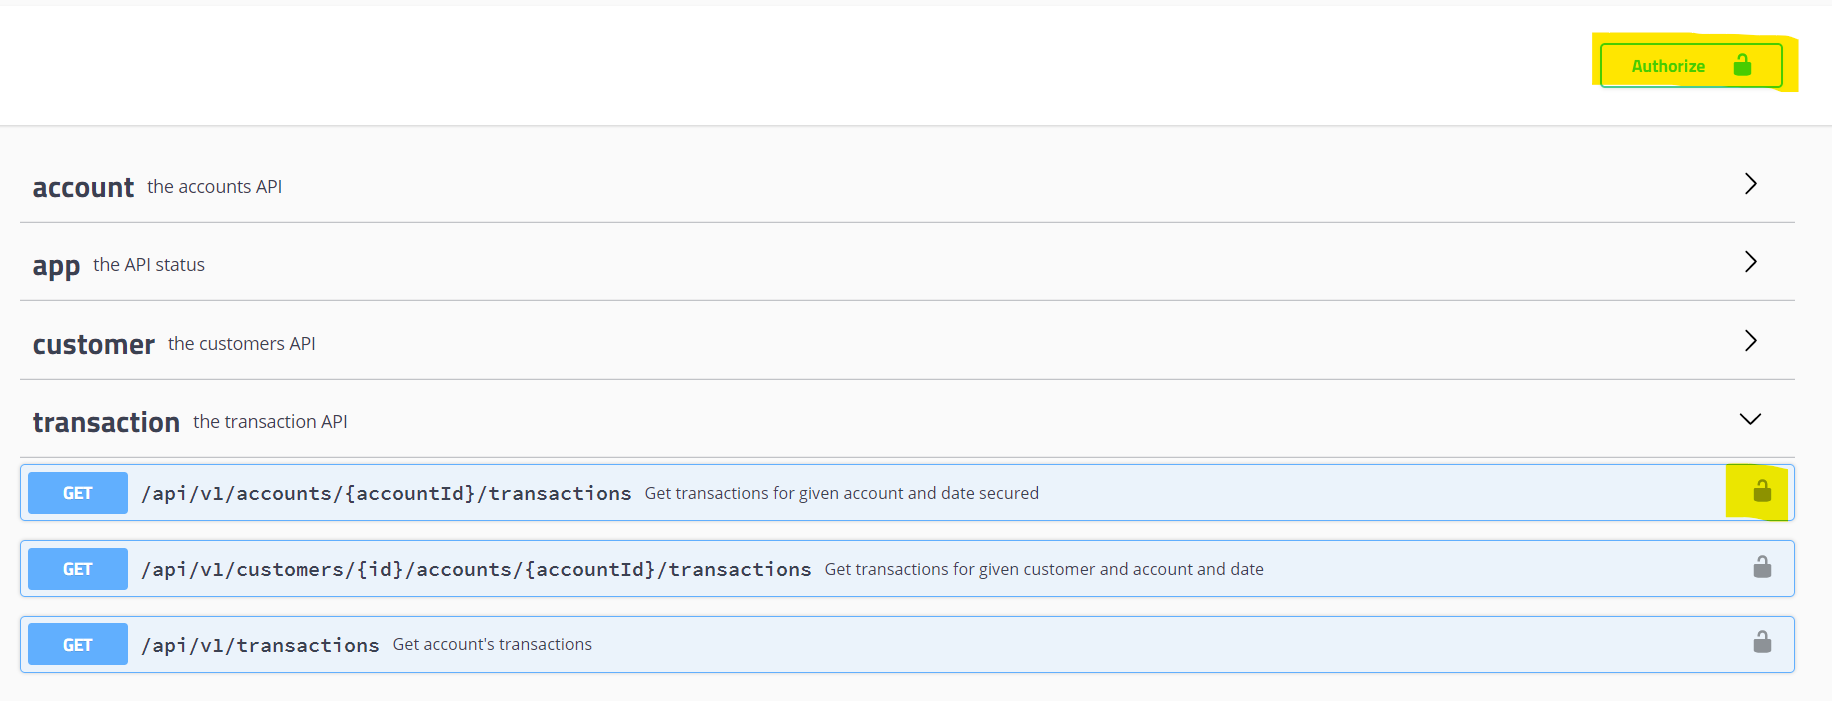 Authorize
account the accounts API
app the API status
customer the customers API
transaction the transaction API
GET /api/v1/accounts/{accountId}/transactions Get transactions for given account and date secured
GET /api/v1/customers/{id}/accounts/{accountId}/transactions Get transactions for given customer and account and date
GET /api/v1/transactions Get account's transactions